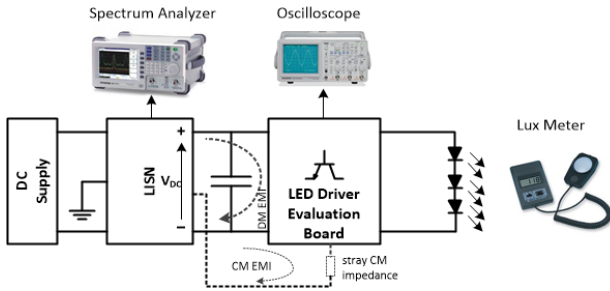 Spectrum Analyzer
Oscilloscope
Lux Meter
DC
Supply
LISN
+
V_DC
−
DM EMI
LED Driver
Evaluation
Board
CM EMI
stray CM
impedance